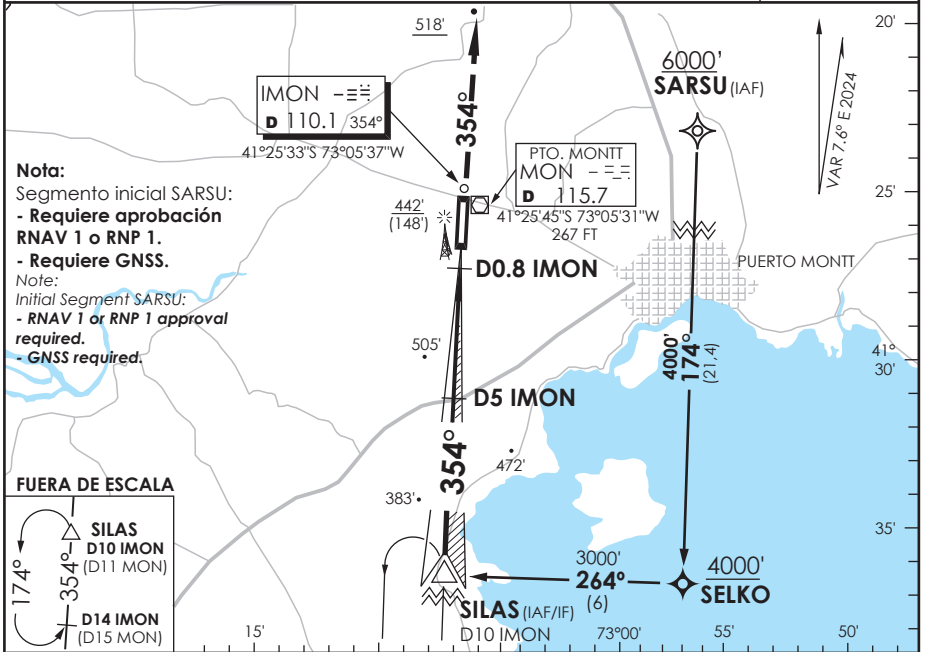 518'
20'
6000'
SARSU (IAF)
VAR 7.6° E 2024
IMON
D 110.1 354°
41°25'33"S 73°05'37"W
354°
PTO. MONTT
MON
D 115.7
41°25'45"S 73°05'31"W
267 FT
25'
Nota:
Segmento inicial SARSU:
- Requiere aprobación
RNAV 1 o RNP 1.
- Requiere GNSS.
Note:
Initial Segment SARSU:
- RNAV 1 or RNP 1 approval
required.
- GNSS required.
442'
(148')
D0.8 IMON
PUERTO MONTT
505'
41°
30'
4000'
174°
(21,4)
D5 IMON
354°
472'
383'
FUERA DE ESCALA
SILAS
D10 IMON
(D11 MON)
174°
354°
D14 IMON
(D15 MON)
35'
3000'
264°
(6)
4000'
SELKO
SILAS (IAF/IF)
D10 IMON
15'
73°00'
55'
50'